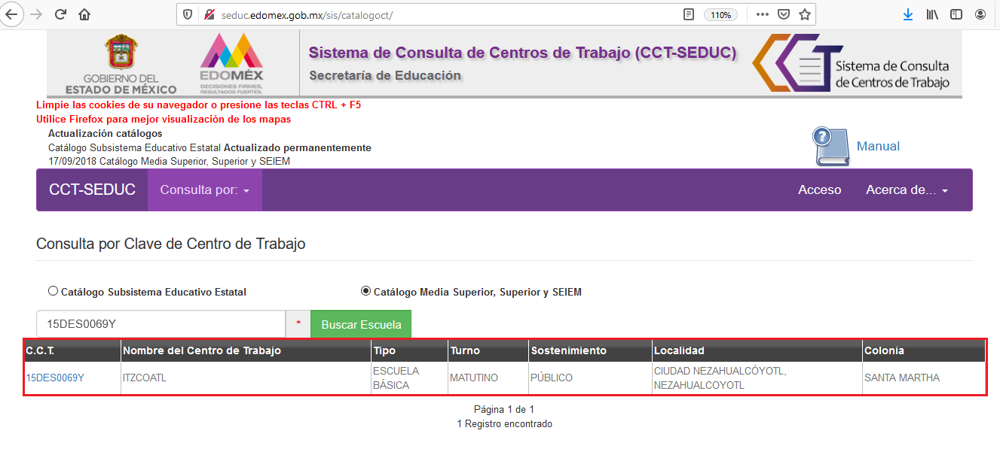 seduc.edomex.gob.mx/sis/catalogoct/
110%
GOBIERNO DEL
ESTADO DE MÉXICO
EDOMÉX
DECISIONES FIRMES,
RESULTADOS FUERTES.
Sistema de Consulta de Centros de Trabajo (CCT-SEDUC)
Secretaría de Educación
CCT
Sistema de Consulta
de Centros de Trabajo
Limpie las cookies de su navegador o presione las teclas CTRL + F5
Utilice Firefox para mejor visualización de los mapas
Actualización catálogos
Catálogo Subsistema Educativo Estatal Actualizado permanentemente
17/09/2018 Catálogo Media Superior, Superior y SEIEM
? Manual
CCT-SEDUC Consulta por: Acceso Acerca de...
Consulta por Clave de Centro de Trabajo
Catálogo Subsistema Educativo Estatal Catálogo Media Superior, Superior y SEIEM
15DES0069Y * Buscar Escuela
C.C.T. Nombre del Centro de Trabajo Tipo Turno Sostenimiento Localidad Colonia
15DES0069Y ITZCOATL ESCUELA BÁSICA MATUTINO PÚBLICO CIUDAD NEZAHUALCÓYOTL, NEZAHUALCOYOTL SANTA MARTHA
Página 1 de 1
1 Registro encontrado